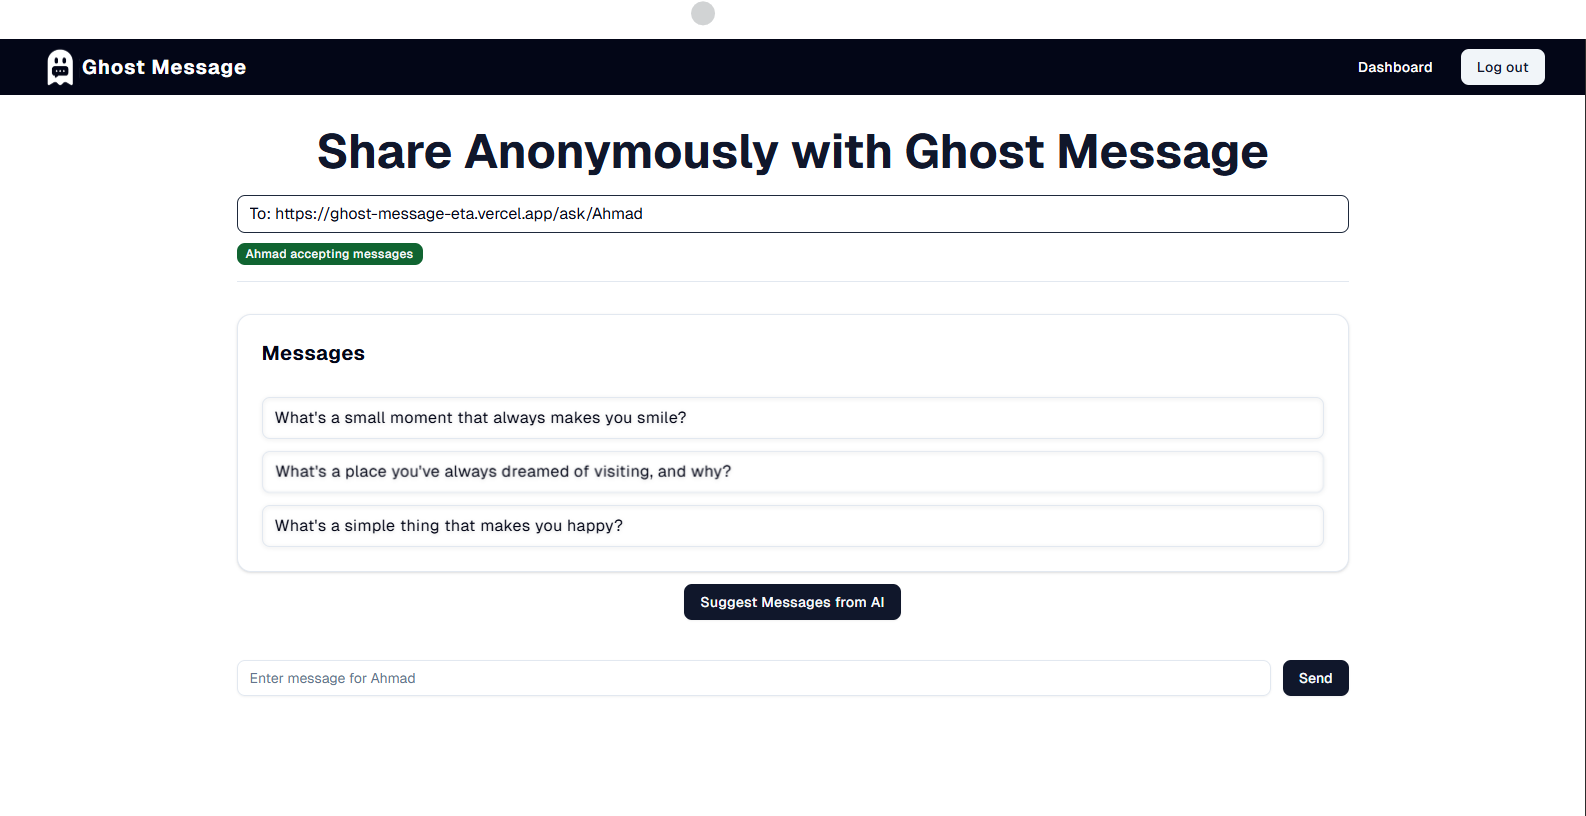 Ghost Message
Dashboard
Log out
Share Anonymously with Ghost Message
To: https://ghost-message-eta.vercel.app/ask/Ahmad
Ahmad accepting messages
Messages
What's a small moment that always makes you smile?
What's a place you've always dreamed of visiting, and why?
What's a simple thing that makes you happy?
Suggest Messages from AI
Enter message for Ahmad
Send